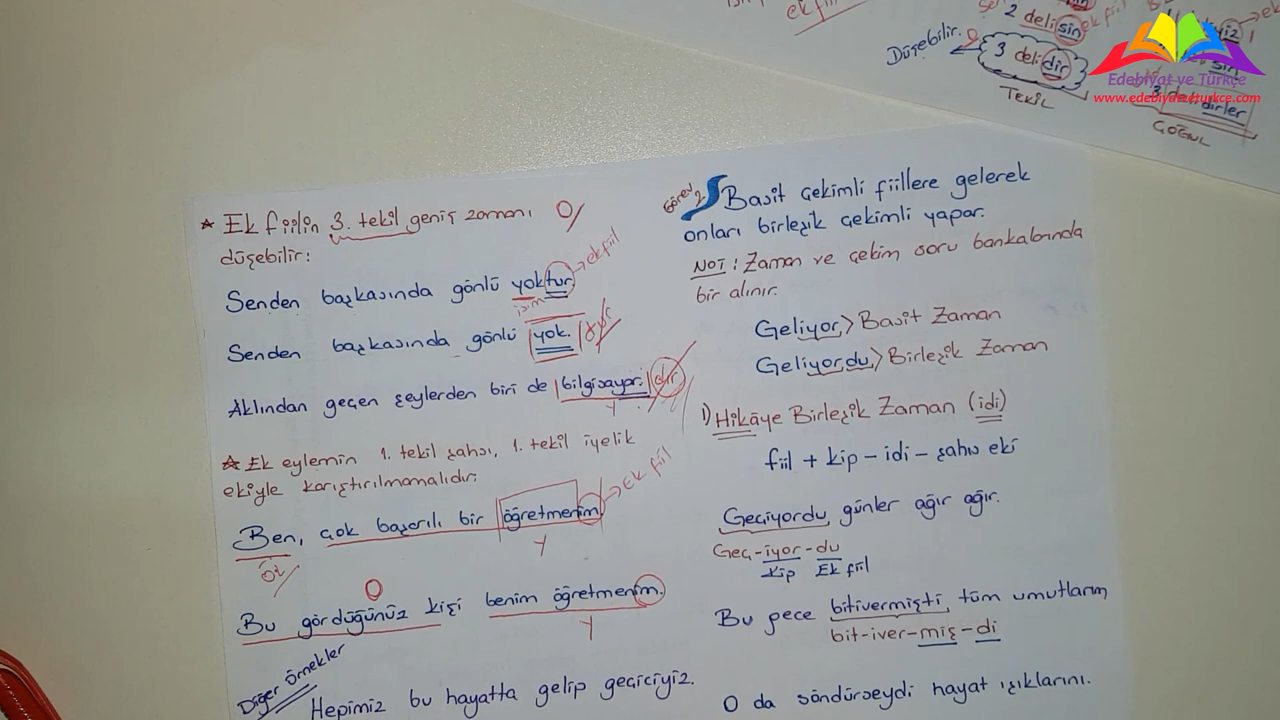 2 delisin
ek fiil
Düşebilir.
3 delidir
TEKİL
dirler
ÇOĞUL
Edebiyat ve Türkçe
www.edebiyatveturkce.com
☆ Ek fiilin 3. tekil geniş zamanı
düşebilir:
Senden başkasında gönlü yoktur. → ek fiil
isim
Senden başkasında gönlü yok.
Aklından geçen şeylerden biri de bilgisayar. dır
Y
☆ Ek eylemin 1. tekil şahsı, 1. tekil iyelik
ekiyle karıştırılmamalıdır:
Ben, çok başarılı bir öğretmenim. → Ek fiil
Öz
Y
Ö
Bu gördüğünüz kişi benim öğretmenim.
Y
Diğer örnekler
Hepimiz bu hayatta gelip geçiciyiz.
Görev 2
Basit çekimli fiillere gelerek
onları birleşik çekimli yapar.
NOT: Zaman ve çekim soru bankalarında
bir alınır.
Geliyor > Basit Zaman
Geliyordu > Birleşik Zaman
1) Hikâye Birleşik Zaman (idi)
fiil + kip - idi - şahıs eki
Geçiyordu, günler ağır ağır.
Geç-iyor-du
Kip Ek fiil
Bu gece bitivermişti, tüm umutlarım
bit-iver-miş-di
O da söndürseydi hayat ışıklarını.